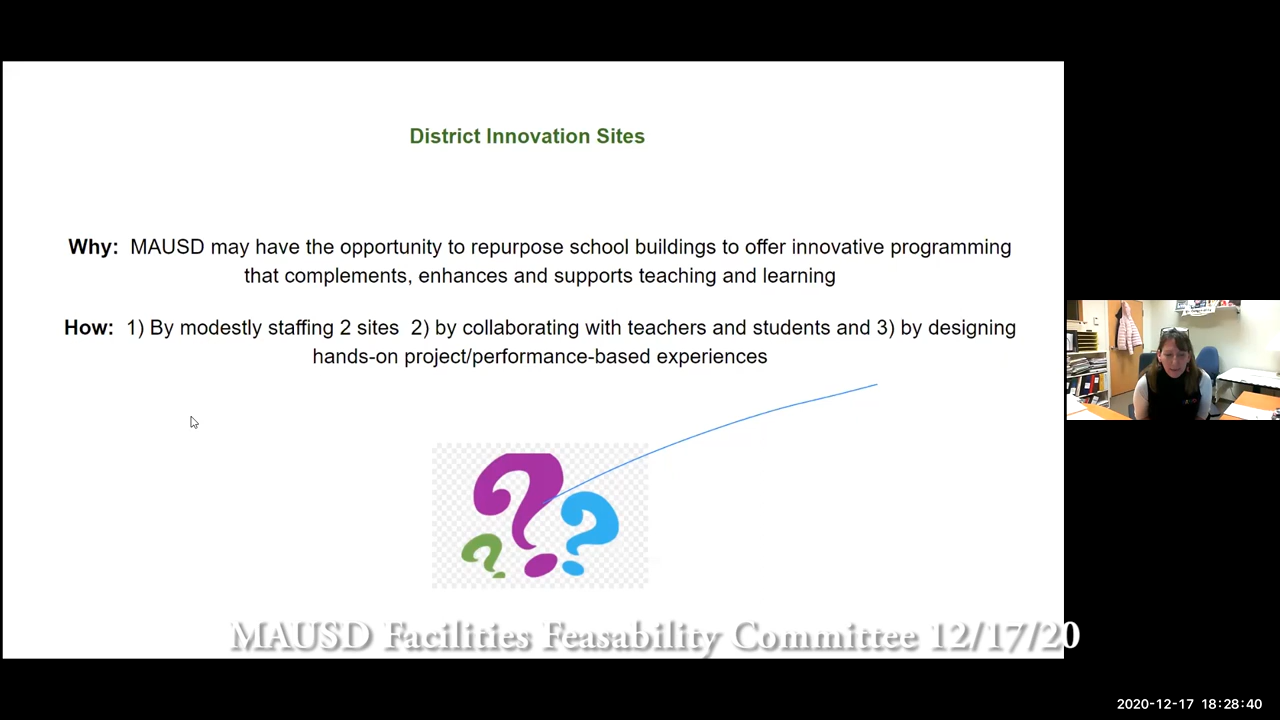 District Innovation Sites
Why: MAUSD may have the opportunity to repurpose school buildings to offer innovative programming
that complements, enhances and supports teaching and learning
How: 1) By modestly staffing 2 sites 2) by collaborating with teachers and students and 3) by designing
hands-on project/performance-based experiences
???
MAUSD Facilities Feasability Committee 12/17/20
2020-12-17 18:28:40